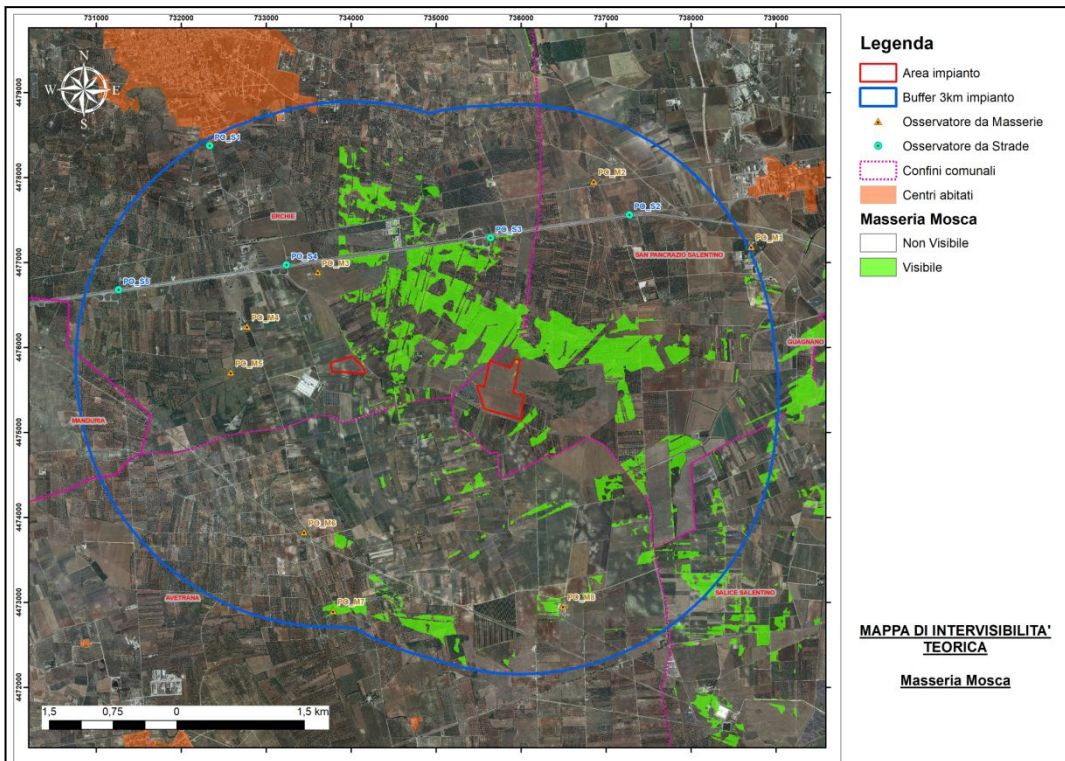 731000 732000 733000 734000 735000 736000 737000 738000 739000
4479000
4478000
4477000
4476000
4475000
4474000
4473000
4472000
N
W E
S
PO_S1
PO_M2
ERCHIE
PO_S2
PO_S3
PO_M1
SAN PANCRAZIO SALENTINO
PO_S4
PO_M3
PO_S5
PO_M4
GUAGNANO
PO_M5
MANDURIA
PO_M6
AVETRANA
PO_M7
PO_M8
SALICE SALENTINO
1,5 0,75 0 1,5 km
Legenda
Area impianto
Buffer 3km impianto
Osservatore da Masserie
Osservatore da Strade
Confini comunali
Centri abitati
Masseria Mosca
Non Visibile
Visibile
MAPPA DI INTERVISIBILITA'
TEORICA
Masseria Mosca